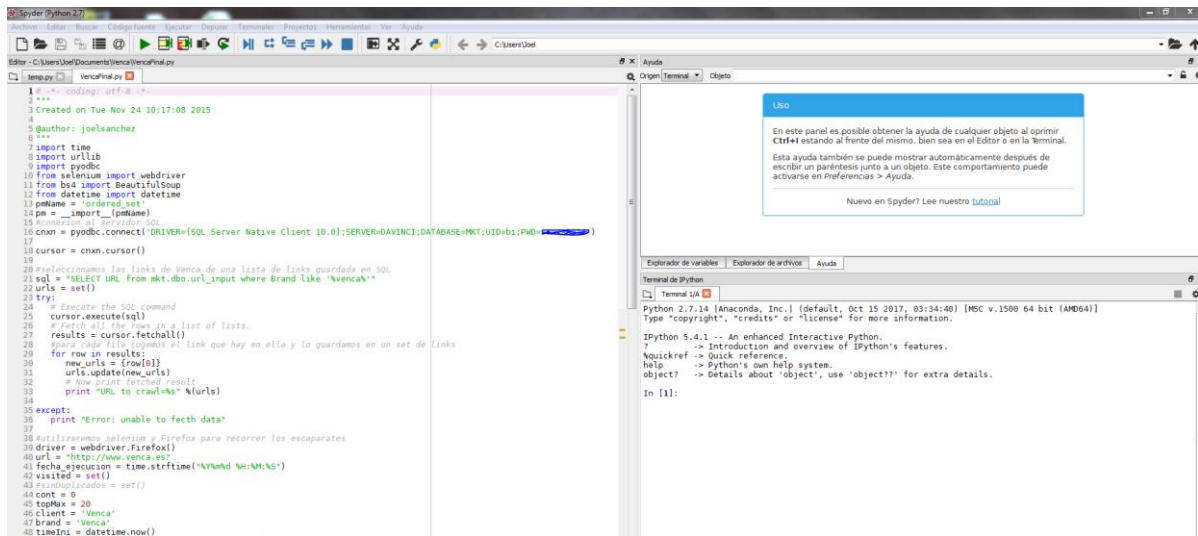 Spyder (Python 2.7)
Archivo Editar Buscar Código fuente Ejecutar Depurar Terminales Proyectos Herramientas Ver Ayuda
C:\Users\Joel
Editor - C:\Users\Joel\Documents\Venca\VencaFinal.py
temp.py VencaFinal.py
1 # -*- coding: utf-8 -*-
2 """
3 Created on Tue Nov 24 10:17:08 2015
4
5 @author: joelsanchez
6 """
7 import time
8 import urllib
9 import pyodbc
10 from selenium import webdriver
11 from bs4 import BeautifulSoup
12 from datetime import datetime
13 pmName = 'ordered_set'
14 pm = __import__(pmName)
15 #conexion al servidor SQL
16 cnxn = pyodbc.connect('DRIVER={SQL Server Native Client 10.0};SERVER=DAVINCI;DATABASE=MKT;UID=bi;PWD= )
17
18 cursor = cnxn.cursor()
19
20 #seleccionamos las links de Venca de una lista de links guardada en SQL
21 sql = "SELECT URL from mkt.dbo.url_input where Brand like '%venca%'"
22 urls = set()
23 try:
24 # Execute the SQL command
25 cursor.execute(sql)
26 # Fetch all the rows in a list of lists.
27 results = cursor.fetchall()
28 #para cada fila cogemos el link que hay en ella y lo guardamos en un set de links
29 for row in results:
30 new_urls = {row[0]}
31 urls.update(new_urls)
32 # Now print fetched result
33 print "URL to crawl=%s" %(urls)
34
35 except:
36 print "Error: unable to fecth data"
37
38 #utilizaremos selenium y Firefox para recorrer los escaparates
39 driver = webdriver.Firefox()
40 url = "http://www.venca.es"
41 fecha_ejecucion = time.strftime("%Y%m%d %H:%M:%S")
42 visited = set()
43 #sinDuplicados = set()
44 cont = 0
45 topMax = 20
46 client = 'Venca'
47 brand = 'Venca'
48 timeIni = datetime.now()
Ayuda
Origen Terminal Objeto
Uso
En este panel es posible obtener la ayuda de cualquier objeto al oprimir
Ctrl+I estando al frente del mismo, bien sea en el Editor o en la Terminal.
Esta ayuda también se puede mostrar automáticamente después de
escribir un paréntesis junto a un objeto. Este comportamiento puede
activarse en Preferencias > Ayuda.
Nuevo en Spyder? Lee nuestro tutorial
Explorador de variables Explorador de archivos Ayuda
Terminal de IPython
Terminal 1/A
Python 2.7.14 |Anaconda, Inc.| (default, Oct 15 2017, 03:34:40) [MSC v.1500 64 bit (AMD64)]
Type "copyright", "credits" or "license" for more information.
IPython 5.4.1 -- An enhanced Interactive Python.
? -> Introduction and overview of IPython's features.
%quickref -> Quick reference.
help -> Python's own help system.
object? -> Details about 'object', use 'object??' for extra details.
In [1]: